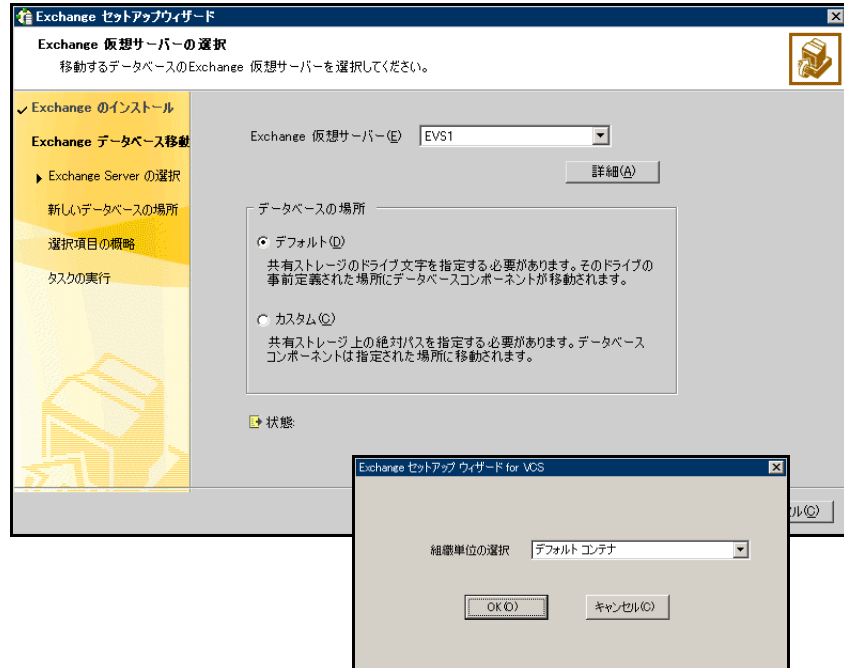 Exchange セットアップウィザード
Exchange 仮想サーバーの選択
移動するデータベースのExchange 仮想サーバーを選択してください。
Exchange のインストール
Exchange データベース移動
Exchange Server の選択
新しいデータベースの場所
選択項目の概略
タスクの実行
Exchange 仮想サーバー(E)
EVS1
詳細(A)
データベースの場所
デフォルト(D)
共有ストレージのドライブ文字を指定する必要があります。そのドライブの
事前定義された場所にデータベースコンポーネントが移動されます。
カスタム(C)
共有ストレージ上の絶対パスを指定する必要があります。データベース
コンポーネントは指定された場所に移動されます。
状態:
ル(C)
Exchange セットアップ ウィザード for VCS
組織単位の選択
デフォルト コンテナ
OK(O)
キャンセル(C)